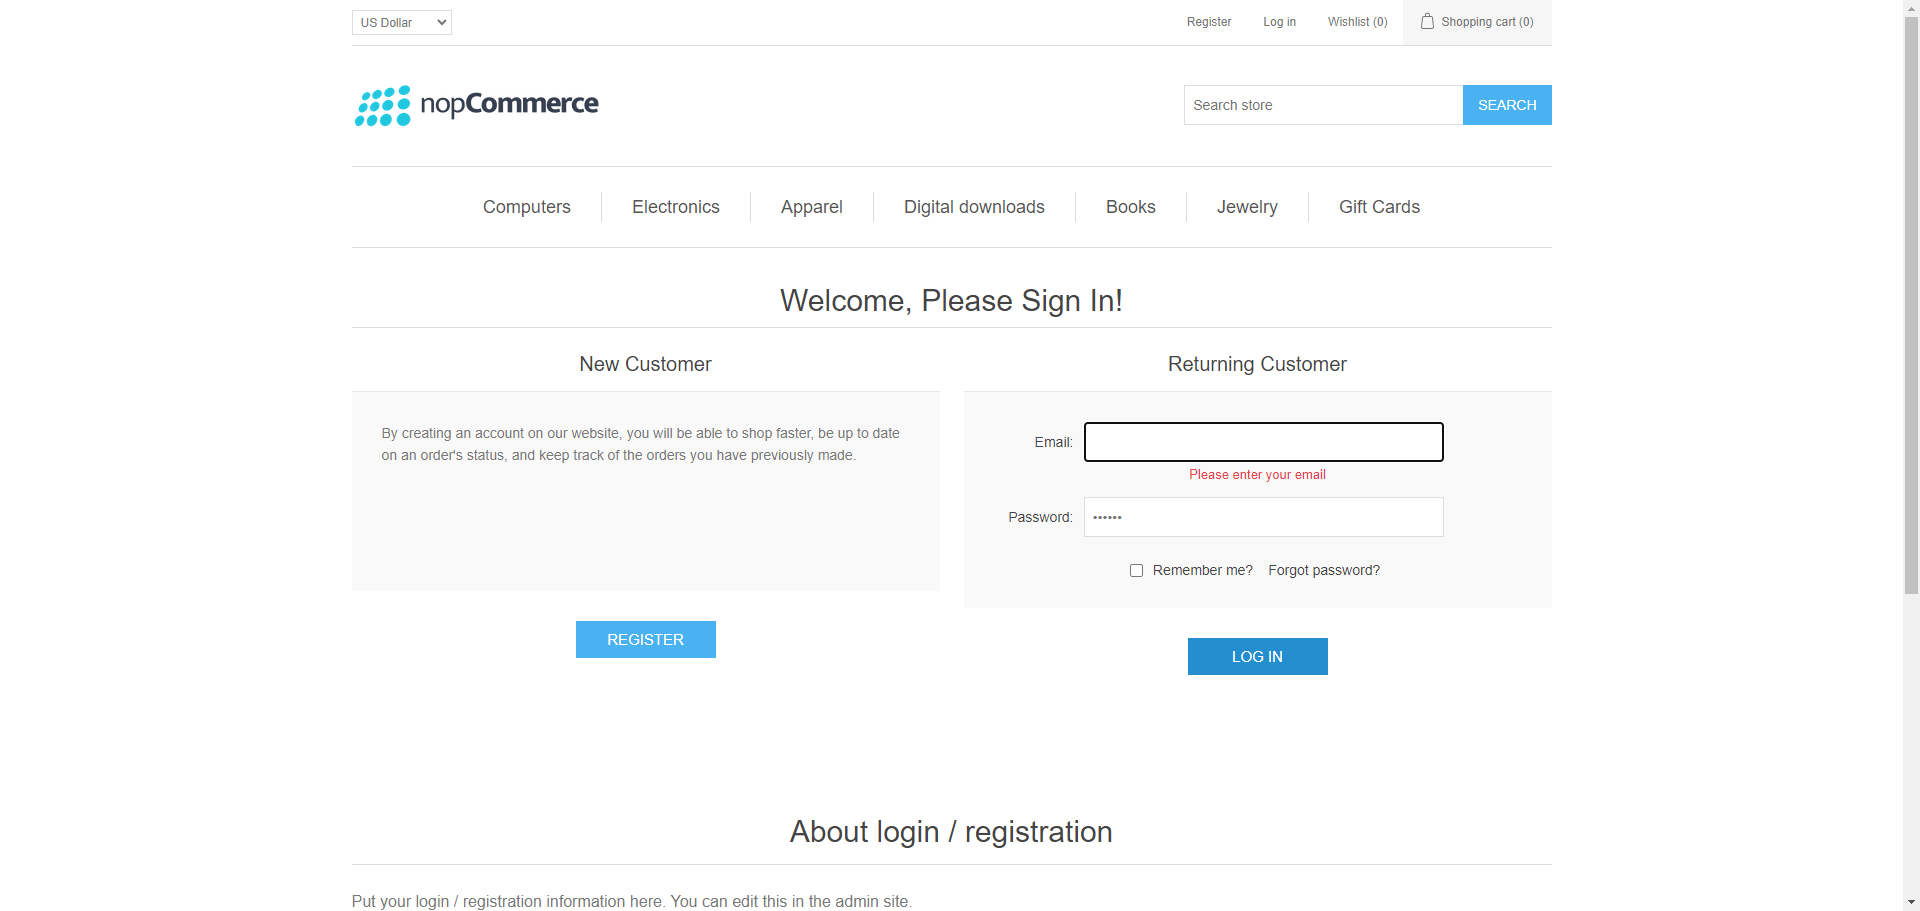 US Dollar
Register
Log in
Wishlist (0)
Shopping cart (0)
nopCommerce
Search store
SEARCH
Computers
Electronics
Apparel
Digital downloads
Books
Jewelry
Gift Cards
Welcome, Please Sign In!
New Customer
By creating an account on our website, you will be able to shop faster, be up to date
on an order's status, and keep track of the orders you have previously made.
REGISTER
Returning Customer
Email:
Please enter your email
Password:
••••••
Remember me?
Forgot password?
LOG IN
About login / registration
Put your login / registration information here. You can edit this in the admin site.